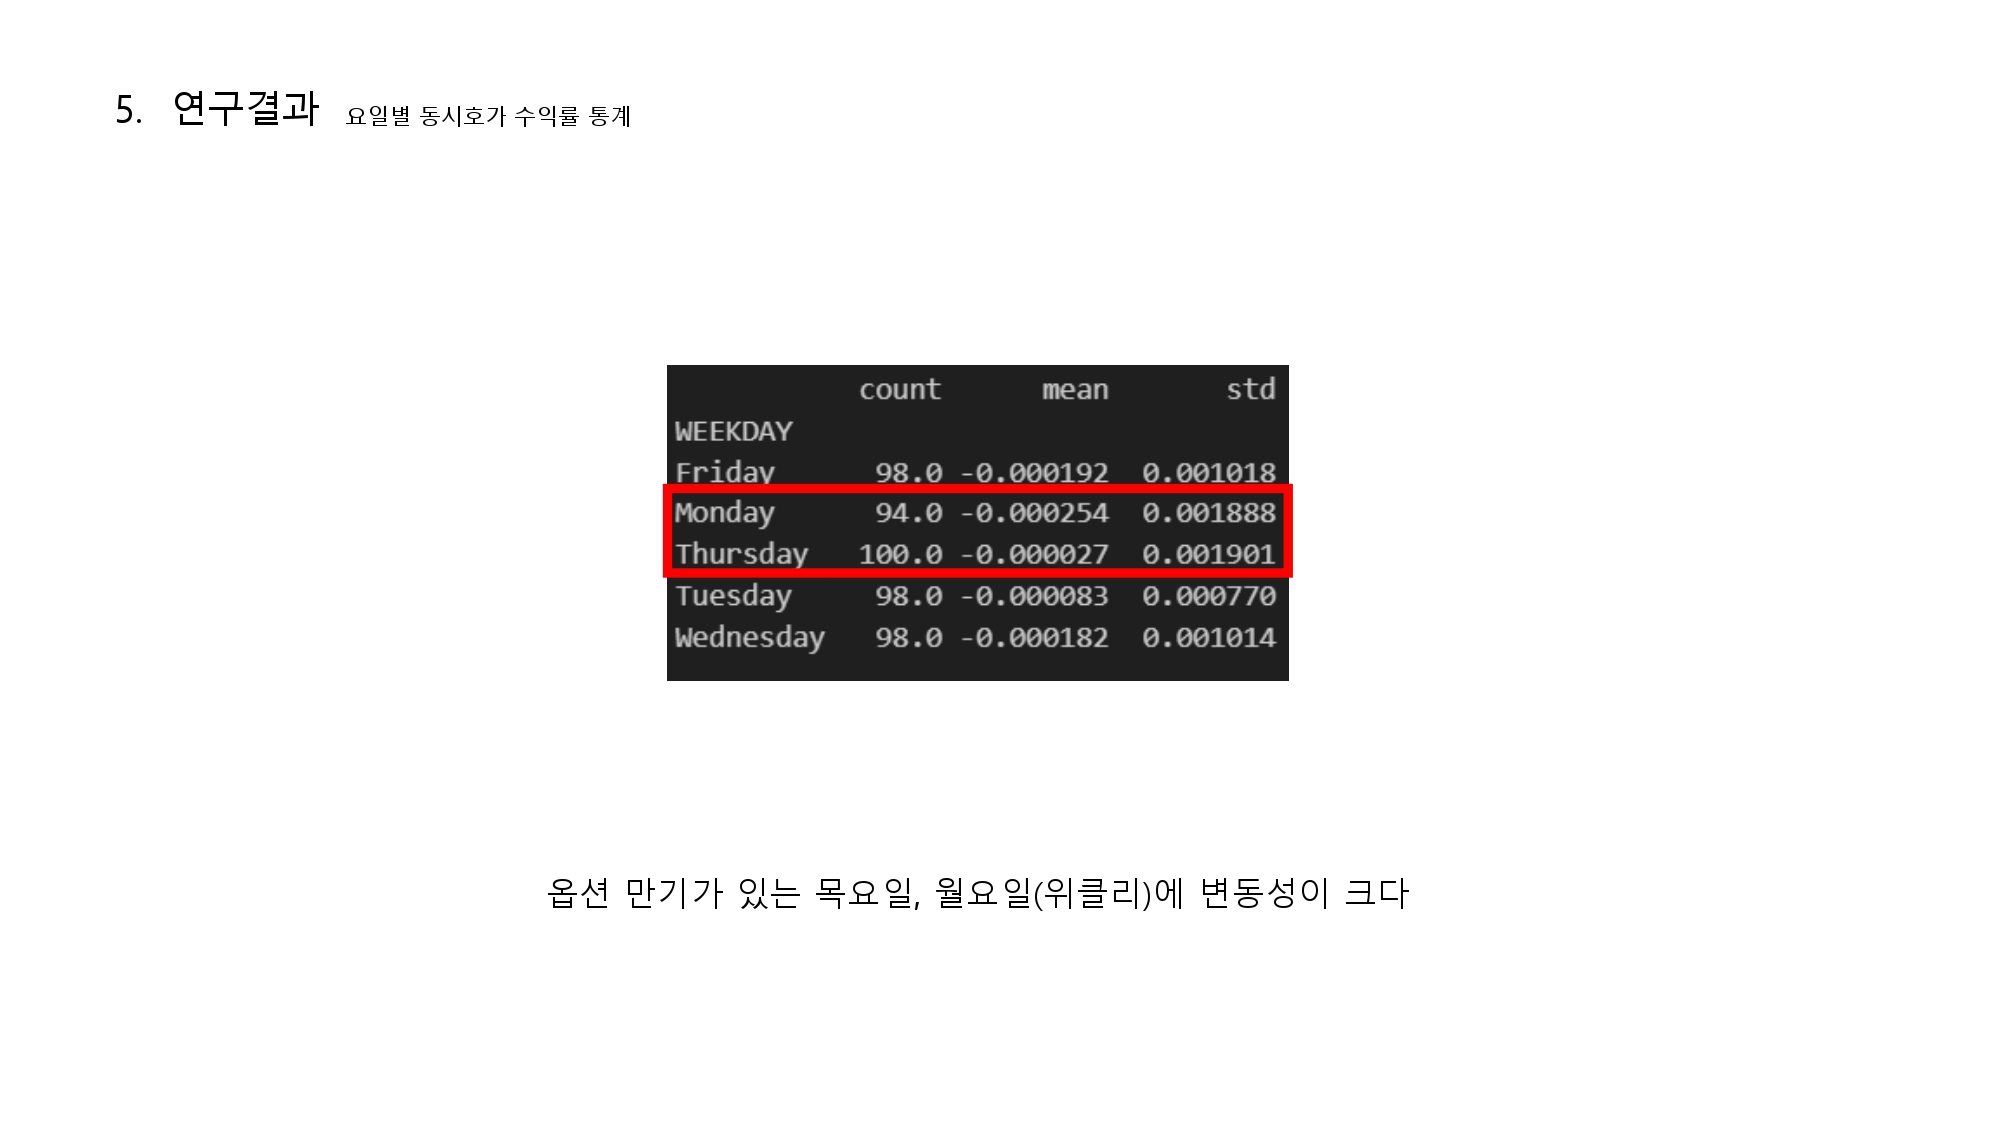 5. 연구결과 요일별 동시호가 수익률 통계
count mean std
WEEKDAY
Friday 98.0 -0.000192 0.001018
Monday 94.0 -0.000254 0.001888
Thursday 100.0 -0.000027 0.001901
Tuesday 98.0 -0.000083 0.000770
Wednesday 98.0 -0.000182 0.001014
옵션 만기가 있는 목요일, 월요일(위클리)에 변동성이 크다